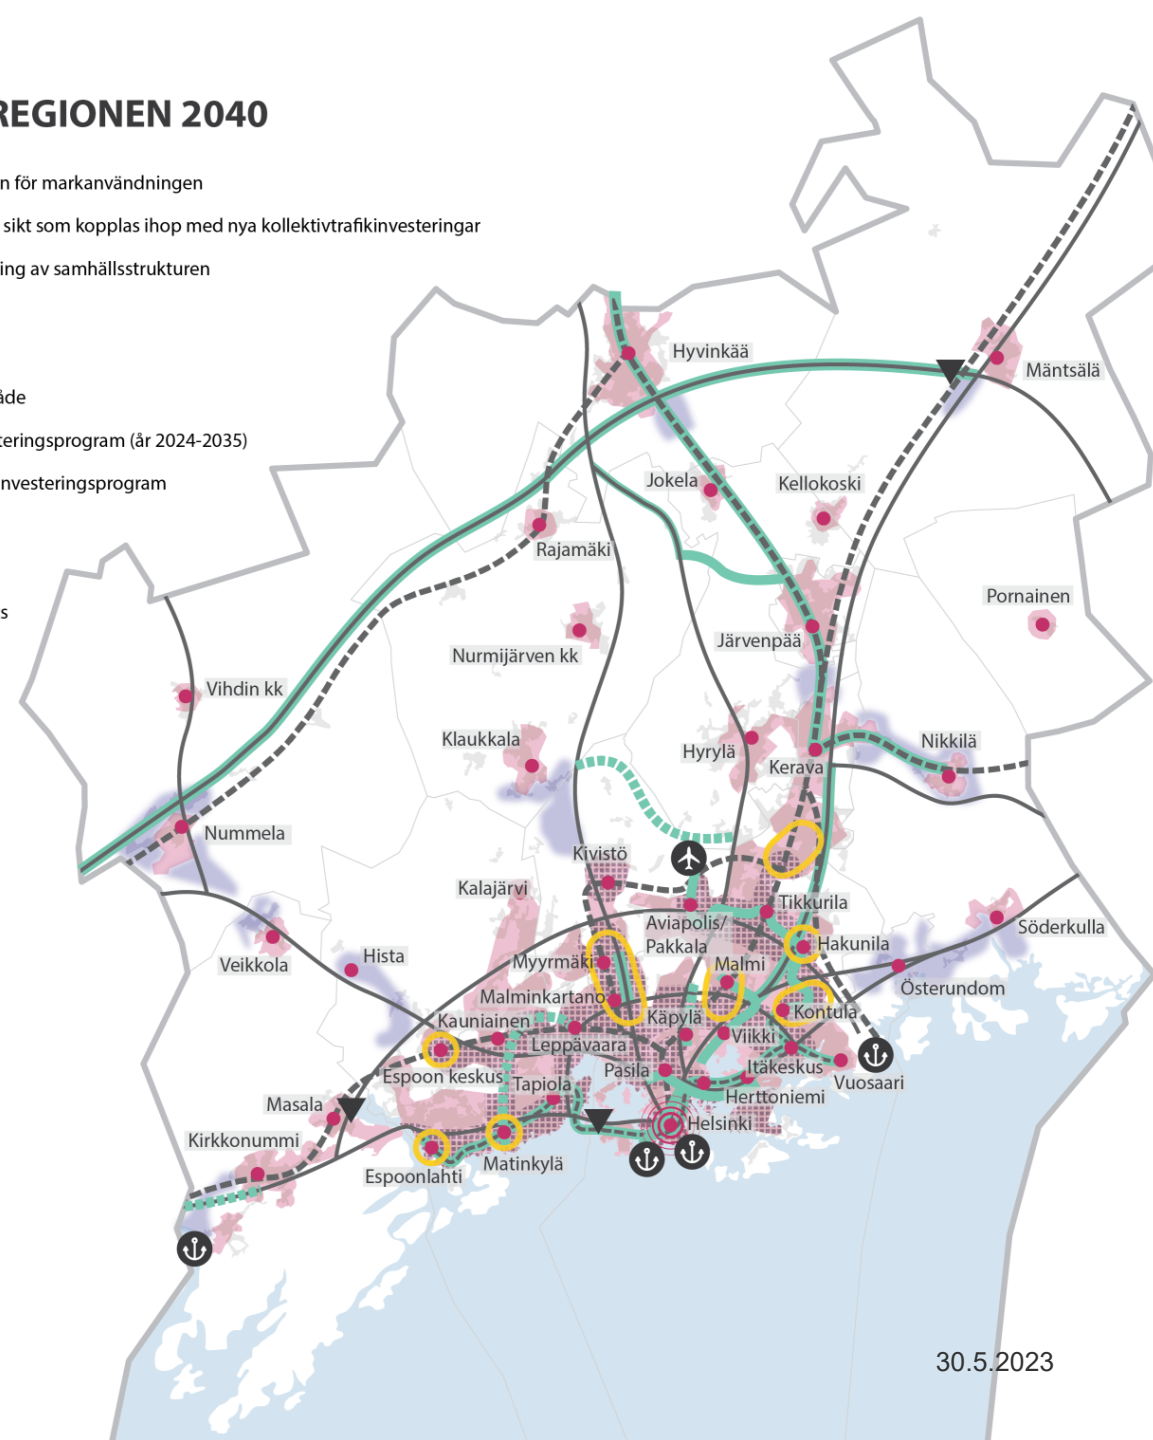 REGIONEN 2040
n för markanvändningen
sikt som kopplas ihop med nya kollektivtrafikinvesteringar
ing av samhällsstrukturen
åde
teringsprogram (år 2024-2035)
nvesteringsprogram
s
Hyvinkää
Mäntsälä
Jokela
Kellokoski
Rajamäki
Pornainen
Järvenpää
Nurmijärven kk
Vihdin kk
Klaukkala
Hyrylä
Nikkilä
Kerava
Nummela
Kivistö
Kalajärvi
Tikkurila
Aviapolis/
Pakkala
Söderkulla
Hakunila
Veikkola
Hista
Myyrmäki
Malmi
Österundom
Malminkartano
Kontula
Kauniainen
Käpylä
Leppävaara
Viikki
Espoon keskus
Pasila
Itäkeskus
Tapiola
Vuosaari
Herttoniemi
Masala
Helsinki
Kirkkonummi
Matinkylä
Espoonlahti
30.5.2023